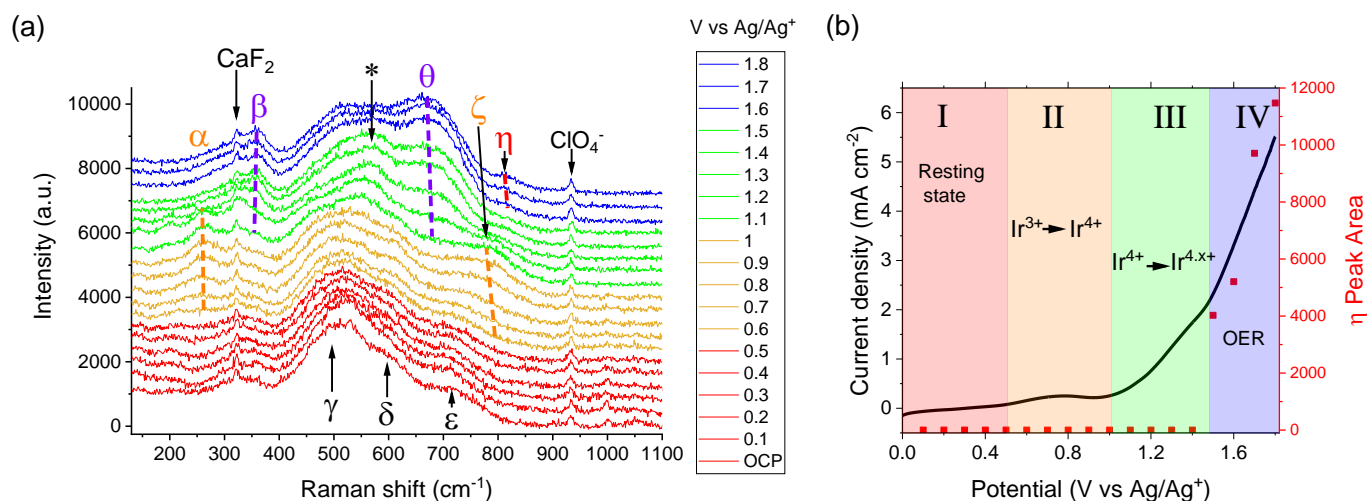 (a)
CaF₂
*
θ
β
ζ
η
α
ClO₄⁻
γ
δ
ε
10000
8000
6000
4000
2000
0
Intensity (a.u.)
200 300 400 500 600 700 800 900 1000 1100
Raman shift (cm⁻¹)
V vs Ag/Ag⁺
1.8
1.7
1.6
1.5
1.4
1.3
1.2
1.1
1
0.9
0.8
0.7
0.6
0.5
0.4
0.3
0.2
0.1
OCP
(b)
I II III IV
Resting
state
Ir³⁺→Ir⁴⁺
Ir⁴⁺→Ir⁴·ˣ⁺
OER
6
5
4
3
2
1
0
Current density (mA cm⁻²)
12000
10000
8000
6000
4000
2000
0
η Peak Area
0.0 0.4 0.8 1.2 1.6
Potential (V vs Ag/Ag⁺)